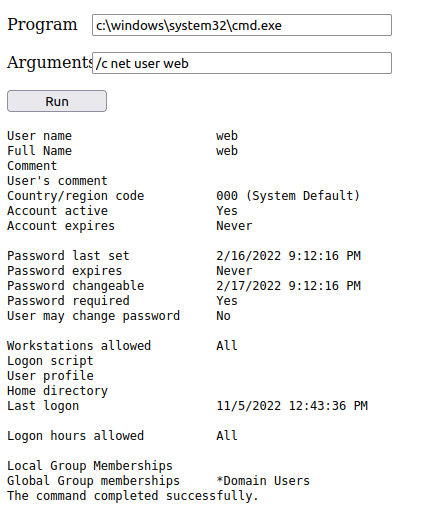 Program c:\windows\system32\cmd.exe
Arguments /c net user web
Run
User name                    web
Full Name                    web
Comment
User's comment
Country/region code          000 (System Default)
Account active               Yes
Account expires              Never

Password last set            2/16/2022 9:12:16 PM
Password expires             Never
Password changeable          2/17/2022 9:12:16 PM
Password required            Yes
User may change password     No

Workstations allowed         All
Logon script
User profile
Home directory
Last logon                   11/5/2022 12:43:36 PM

Logon hours allowed          All

Local Group Memberships
Global Group memberships     *Domain Users
The command completed successfully.